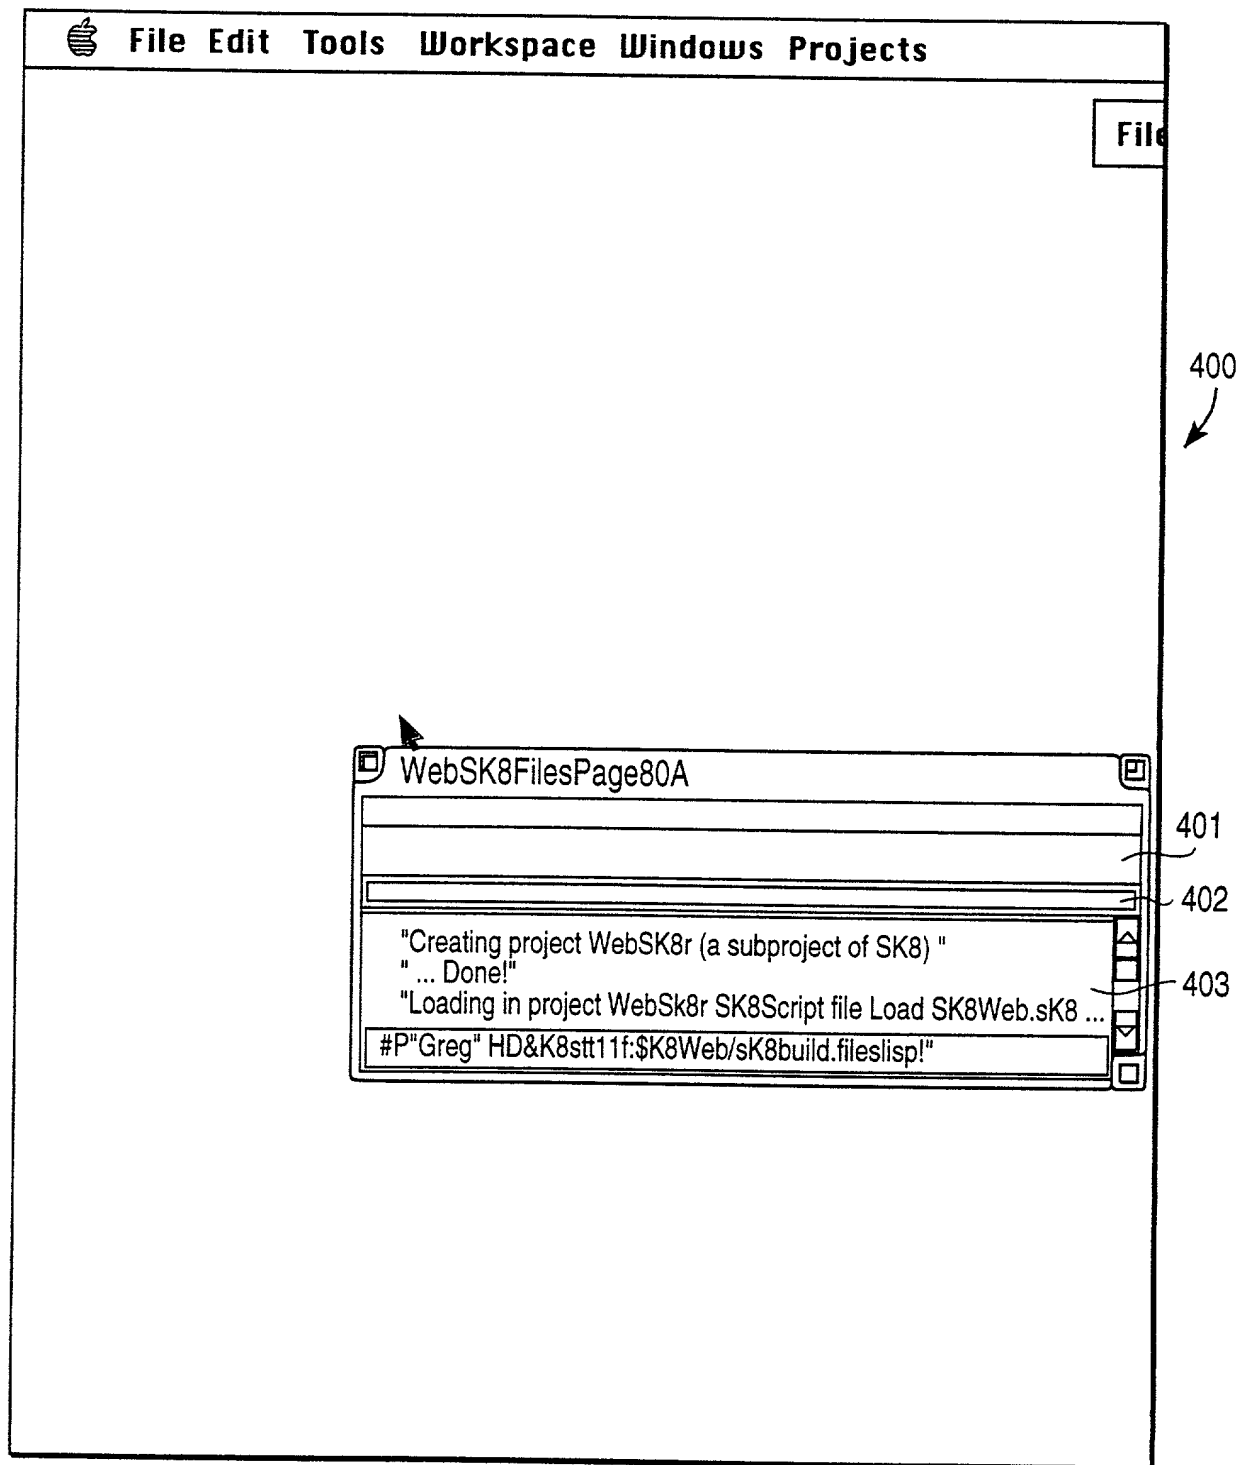 File Edit Tools Workspace Windows Projects
File
400
WebSK8FilesPage80A
401
402
"Creating project WebSK8r (a subproject of SK8) "
" ... Done!"
403
"Loading in project WebSk8r SK8Script file Load SK8Web.sK8 ...
#P"Greg" HD&K8stt11f:$K8Web/sK8build.fileslisp!"